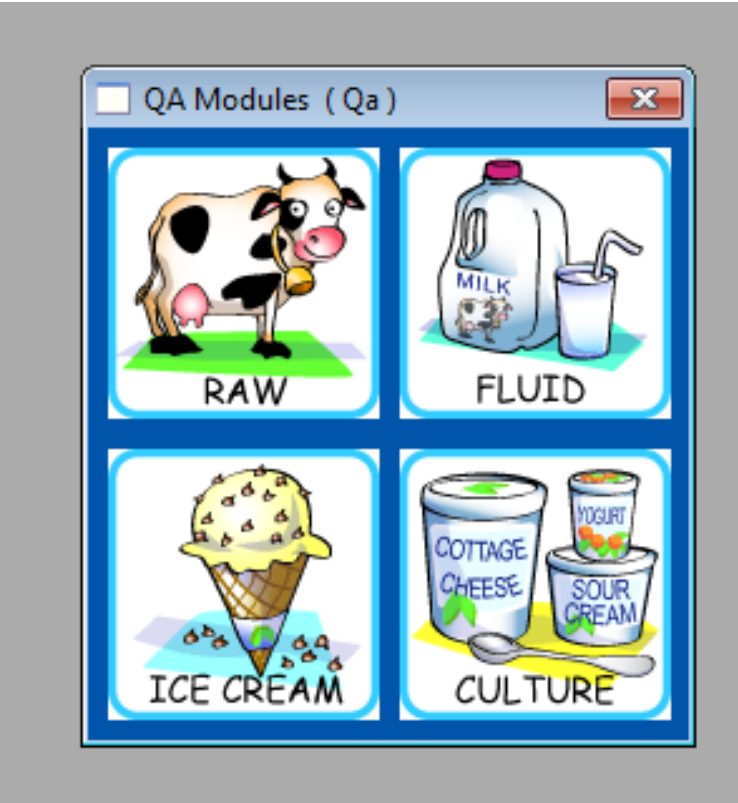 QA Modules ( Qa )
RAW
MILK
FLUID
ICE CREAM
COTTAGE
CHEESE
YOGURT
SOUR
CREAM
CULTURE